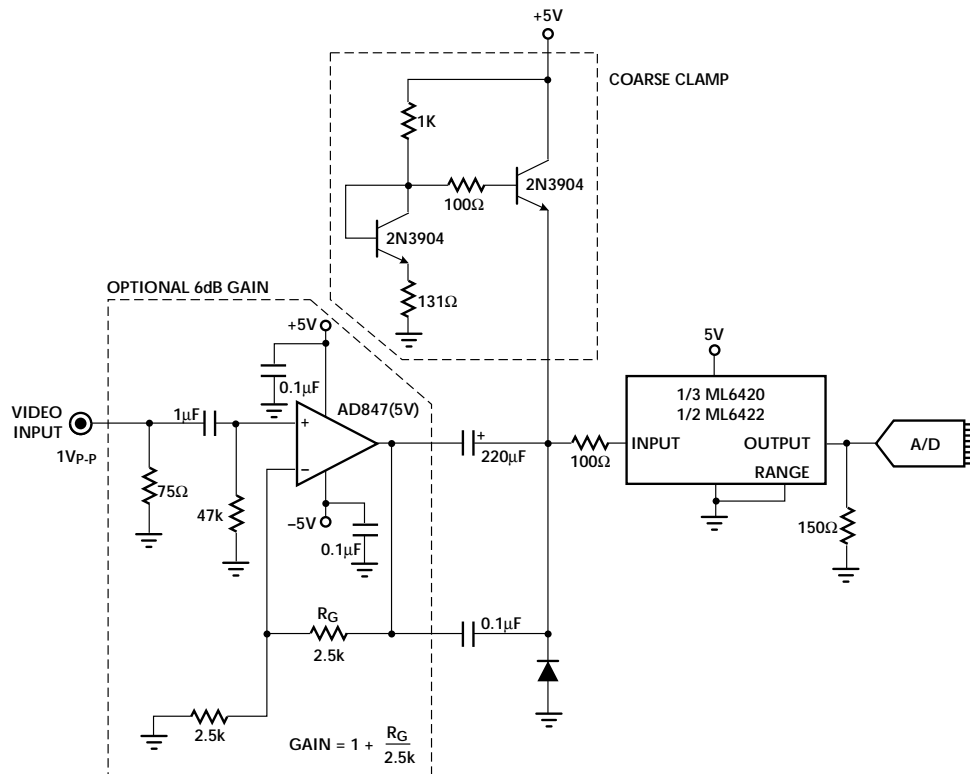 +5V
COARSE CLAMP
1K
2N3904
100Ω
2N3904
131Ω
OPTIONAL 6dB GAIN
+5V
0.1µF
5V
1/3 ML6420
1/2 ML6422
AD847(5V)
VIDEO
INPUT
1VP-P
1µF
+
−
+
220µF
100Ω
INPUT
OUTPUT
RANGE
A/D
75Ω
47k
−5V
0.1µF
150Ω
RG
2.5k
0.1µF
2.5k
GAIN = 1 + RG
2.5k